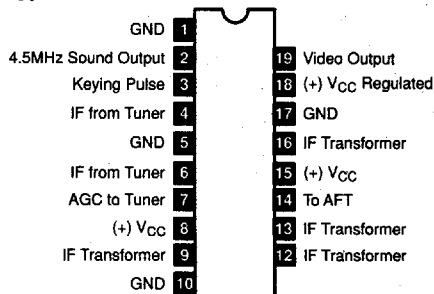 GND 1
4.5MHz Sound Output 2
19 Video Output
Keying Pulse 3
18 (+) VCC Regulated
IF from Tuner 4
17 GND
GND 5
16 IF Transformer
IF from Tuner 6
15 (+) VCC
AGC to Tuner 7
14 To AFT
(+) VCC 8
13 IF Transformer
IF Transformer 9
12 IF Transformer
GND 10